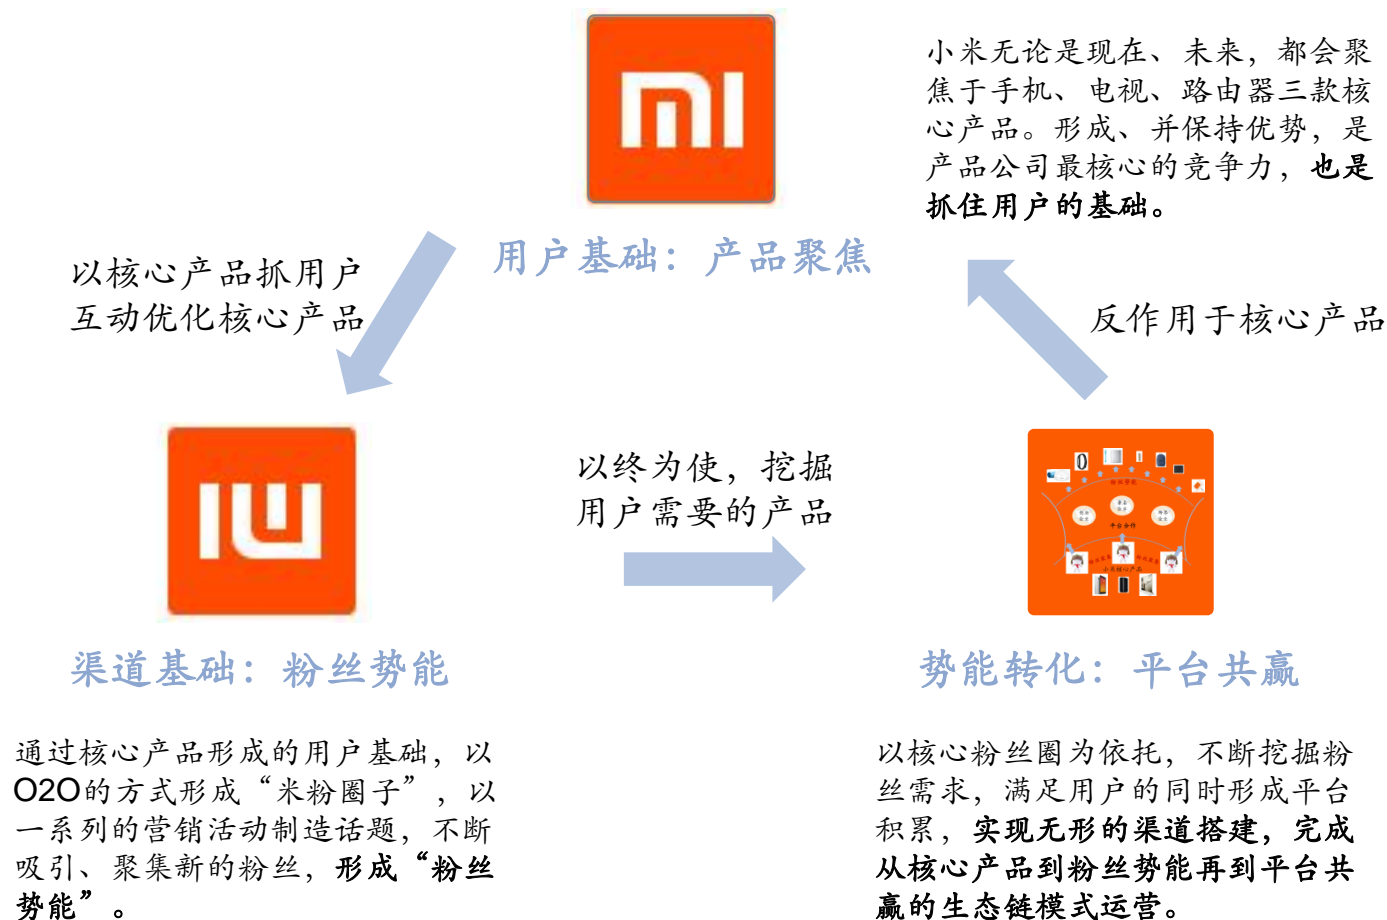 小米无论是现在、未来，都会聚
焦于手机、电视、路由器三款核
心产品。形成、并保持优势，是
产品公司最核心的竞争力，也是
抓住用户的基础。
用户基础：产品聚焦
以核心产品抓用户
互动优化核心产品
反作用于核心产品
以终为使，挖掘
用户需要的产品
平台合作
小米核心产品
渠道基础：粉丝势能
势能转化：平台共赢
通过核心产品形成的用户基础，以
O2O的方式形成“米粉圈子”，以
一系列的营销活动制造话题，不断
吸引、聚集新的粉丝，形成“粉丝
势能”。
以核心粉丝圈为依托，不断挖掘粉
丝需求，满足用户的同时形成平台
积累，实现无形的渠道搭建，完成
从核心产品到粉丝势能再到平台共
赢的生态链模式运营。